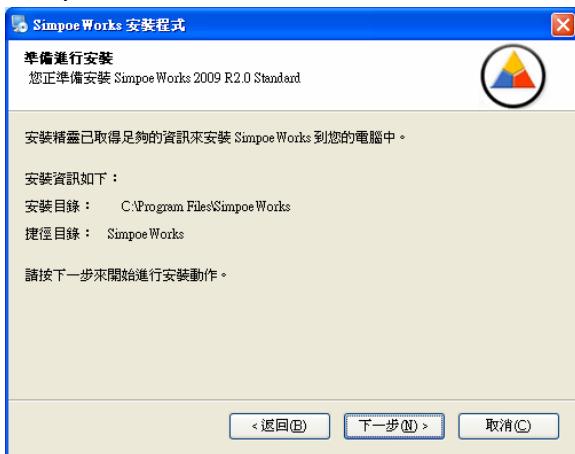 SimpoeWorks 安裝程式
準備進行安裝
您正準備安裝 SimpoeWorks 2009 R2.0 Standard
安裝精靈已取得足夠的資訊來安裝 SimpoeWorks 到您的電腦中。
安裝資訊如下：
安裝目錄： C:\Program Files\SimpoeWorks
捷徑目錄： SimpoeWorks
請按下一步來開始進行安裝動作。
<返回(B) 下一步(N)> 取消(C)